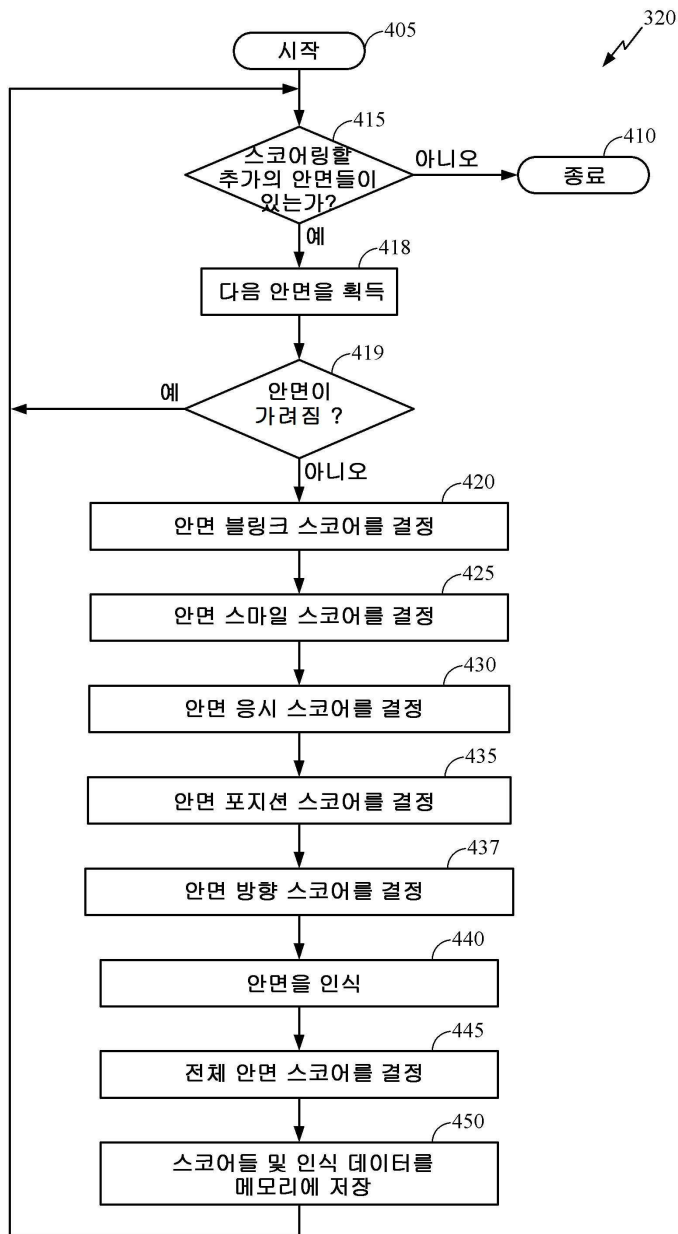 320
시작
405
415
스코어링할
추가의 안면들이
있는가?
아니오
410
종료
예
418
다음 안면을 획득
419
안면이
가려짐 ?
예
아니오
420
안면 블링크 스코어를 결정
425
안면 스마일 스코어를 결정
430
안면 응시 스코어를 결정
435
안면 포지션 스코어를 결정
437
안면 방향 스코어를 결정
440
안면을 인식
445
전체 안면 스코어를 결정
450
스코어들 및 인식 데이터를
메모리에 저장